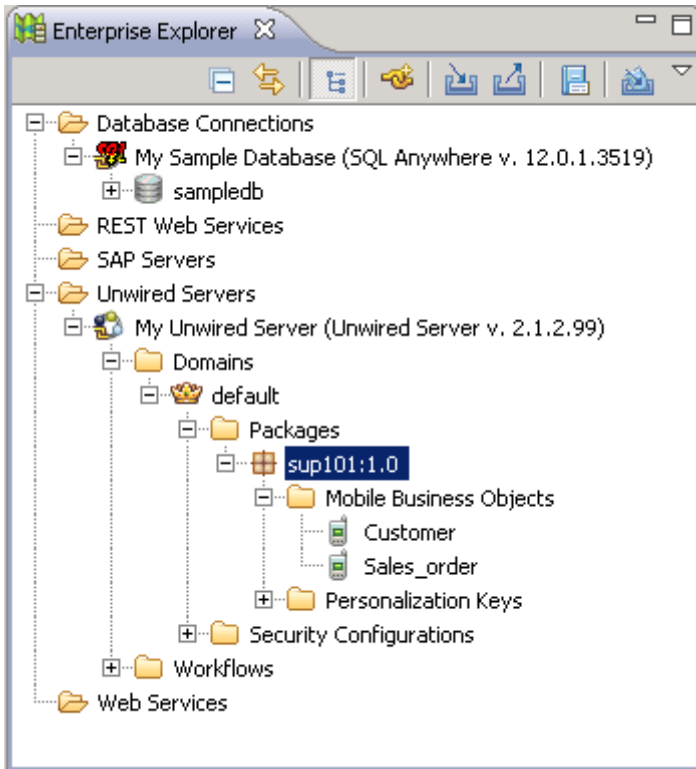 Enterprise Explorer
Database Connections
My Sample Database (SQL Anywhere v. 12.0.1.3519)
sampledb
REST Web Services
SAP Servers
Unwired Servers
My Unwired Server (Unwired Server v. 2.1.2.99)
Domains
default
Packages
sup101:1.0
Mobile Business Objects
Customer
Sales_order
Personalization Keys
Security Configurations
Workflows
Web Services